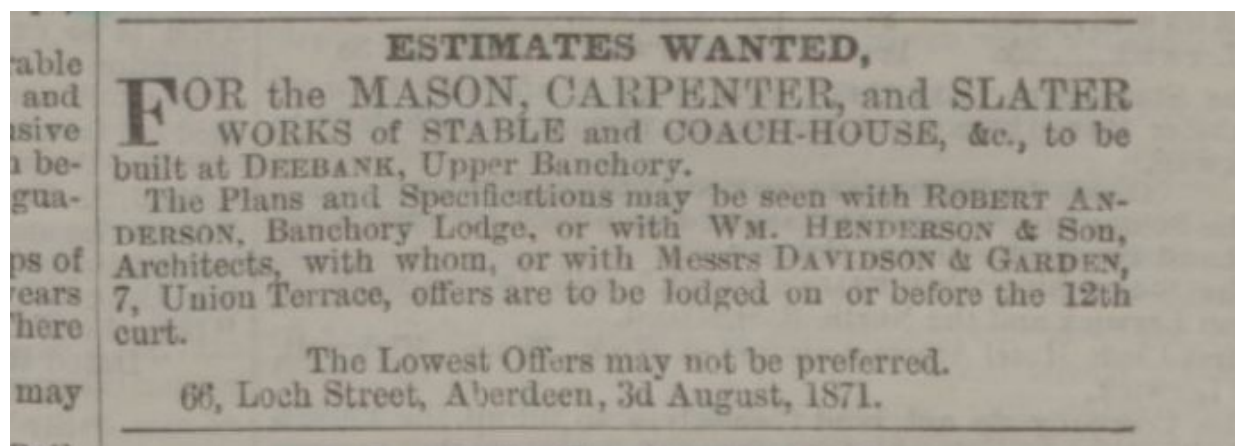 ESTIMATES WANTED,
FOR the MASON, CARPENTER, and SLATER
WORKS of STABLE and COACH-HOUSE, &c., to be
built at DEEBANK, Upper Banchory.
The Plans and Specifications may be seen with ROBERT AN-
DERSON, Banchory Lodge, or with WM. HENDERSON & Son,
Architects, with whom, or with Messrs DAVIDSON & GARDEN,
7, Union Terrace, offers are to be lodged on or before the 12th
curt.
The Lowest Offers may not be preferred.
66, Loch Street, Aberdeen, 3d August, 1871.